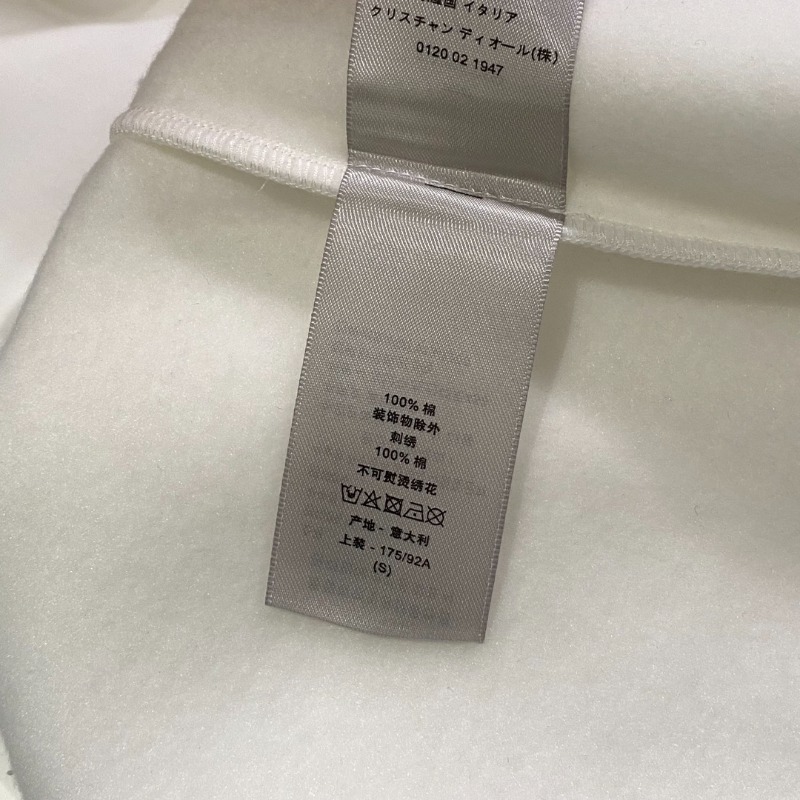 イタリア
クリスチャン ディオール(株)
0120 02 1947
100% 棉
装饰物除外
刺绣
100% 棉
不可熨烫绣花
产地 - 意大利
上装 - 175/92A
(S)